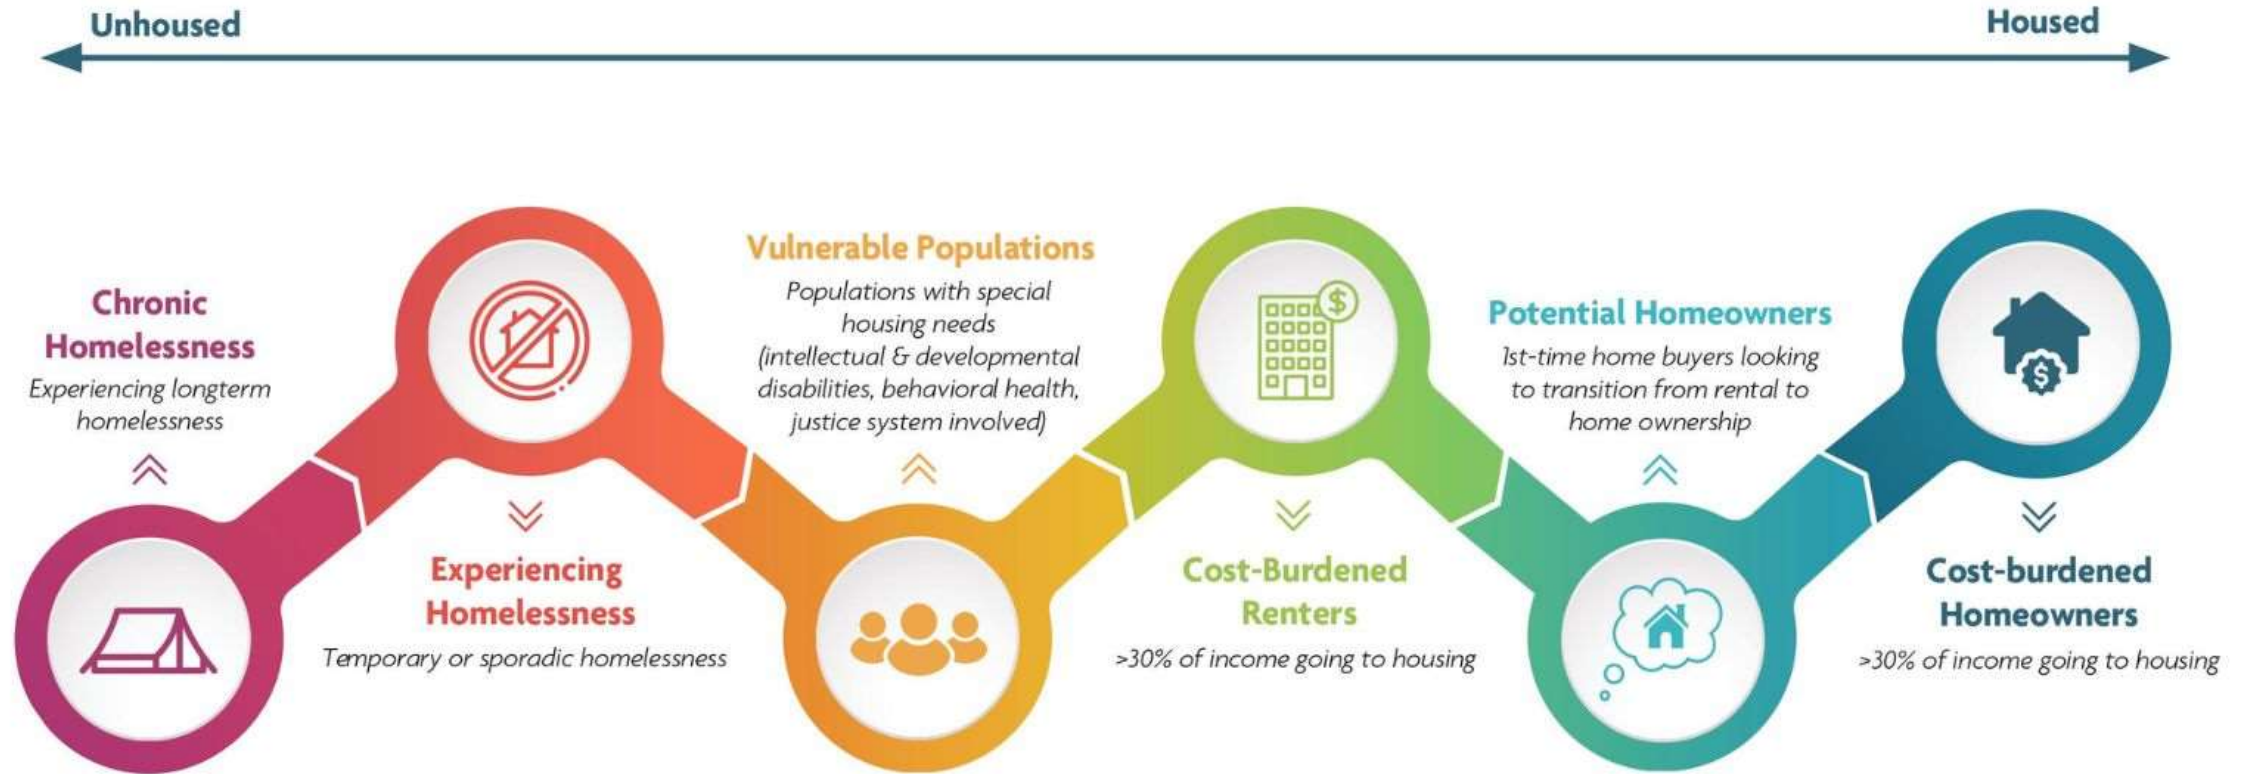 Unhoused
Housed
Chronic
Homelessness
Experiencing longterm
homelessness
Experiencing
Homelessness
Temporary or sporadic homelessness
Vulnerable Populations
Populations with special
housing needs
(intellectual & developmental
disabilities, behavioral health,
justice system involved)
$
Cost-Burdened
Renters
>30% of income going to housing
Potential Homeowners
1st-time home buyers looking
to transition from rental to
home ownership
$
Cost-burdened
Homeowners
>30% of income going to housing